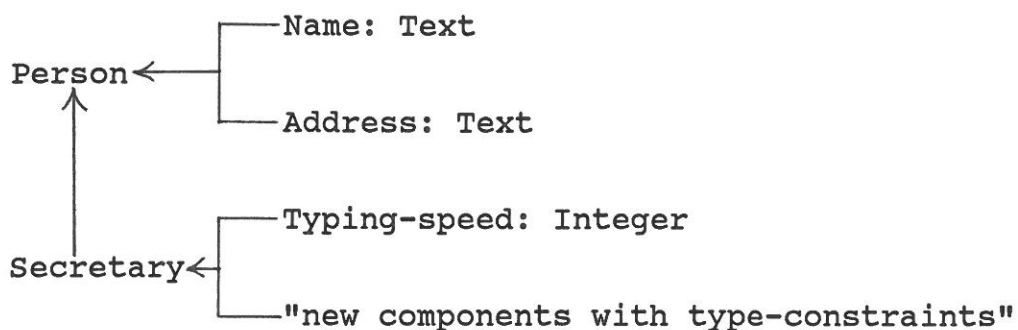 Name: Text
Person
Address: Text
Typing-speed: Integer
Secretary
"new components with type-constraints"